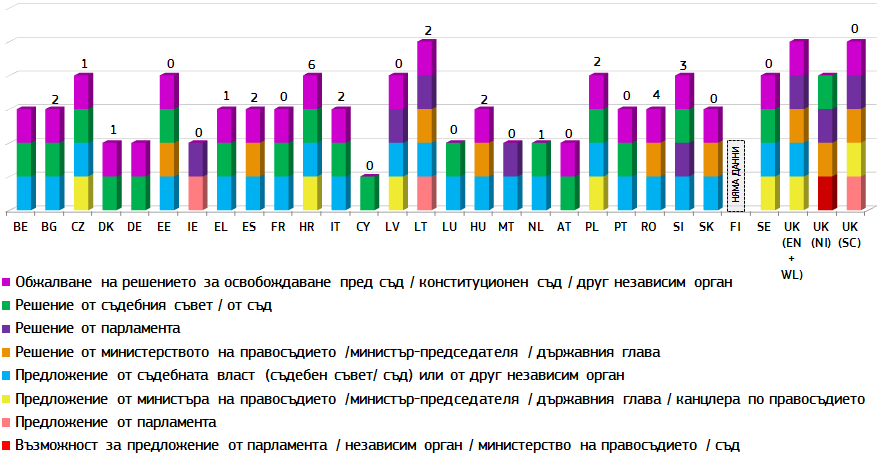 2
1 0 6 0 0
2 1 2 0 2 2 3
1 0 0 0 2 0 0 1 0 4 0 0
0
НЯМА ДАННИ
BE BG CZ DK DE EE IE EL ES FR HR IT CY LV LT LU HU MT NL AT PL PT RO SI SK FI SE UK UK UK
(EN (NI) (SC)
+
WL)
Обжалване на решението за освобождаване пред съд / конституционен съд / друг независим орган
Решение от съдебния съвет / от съд
Решение от парламента
Решение от министерството на правосъдието /министър-председателя / държавния глава
Предложение от съдебната власт (съдебен съвет/ съд) или от друг независим орган
Предложение от министъра на правосъдието /министър-председателя / държавния глава / канцлера по правосъдието
Предложение от парламента
Възможност за предложение от парламента / независим орган / министерство на правосъдието / съд